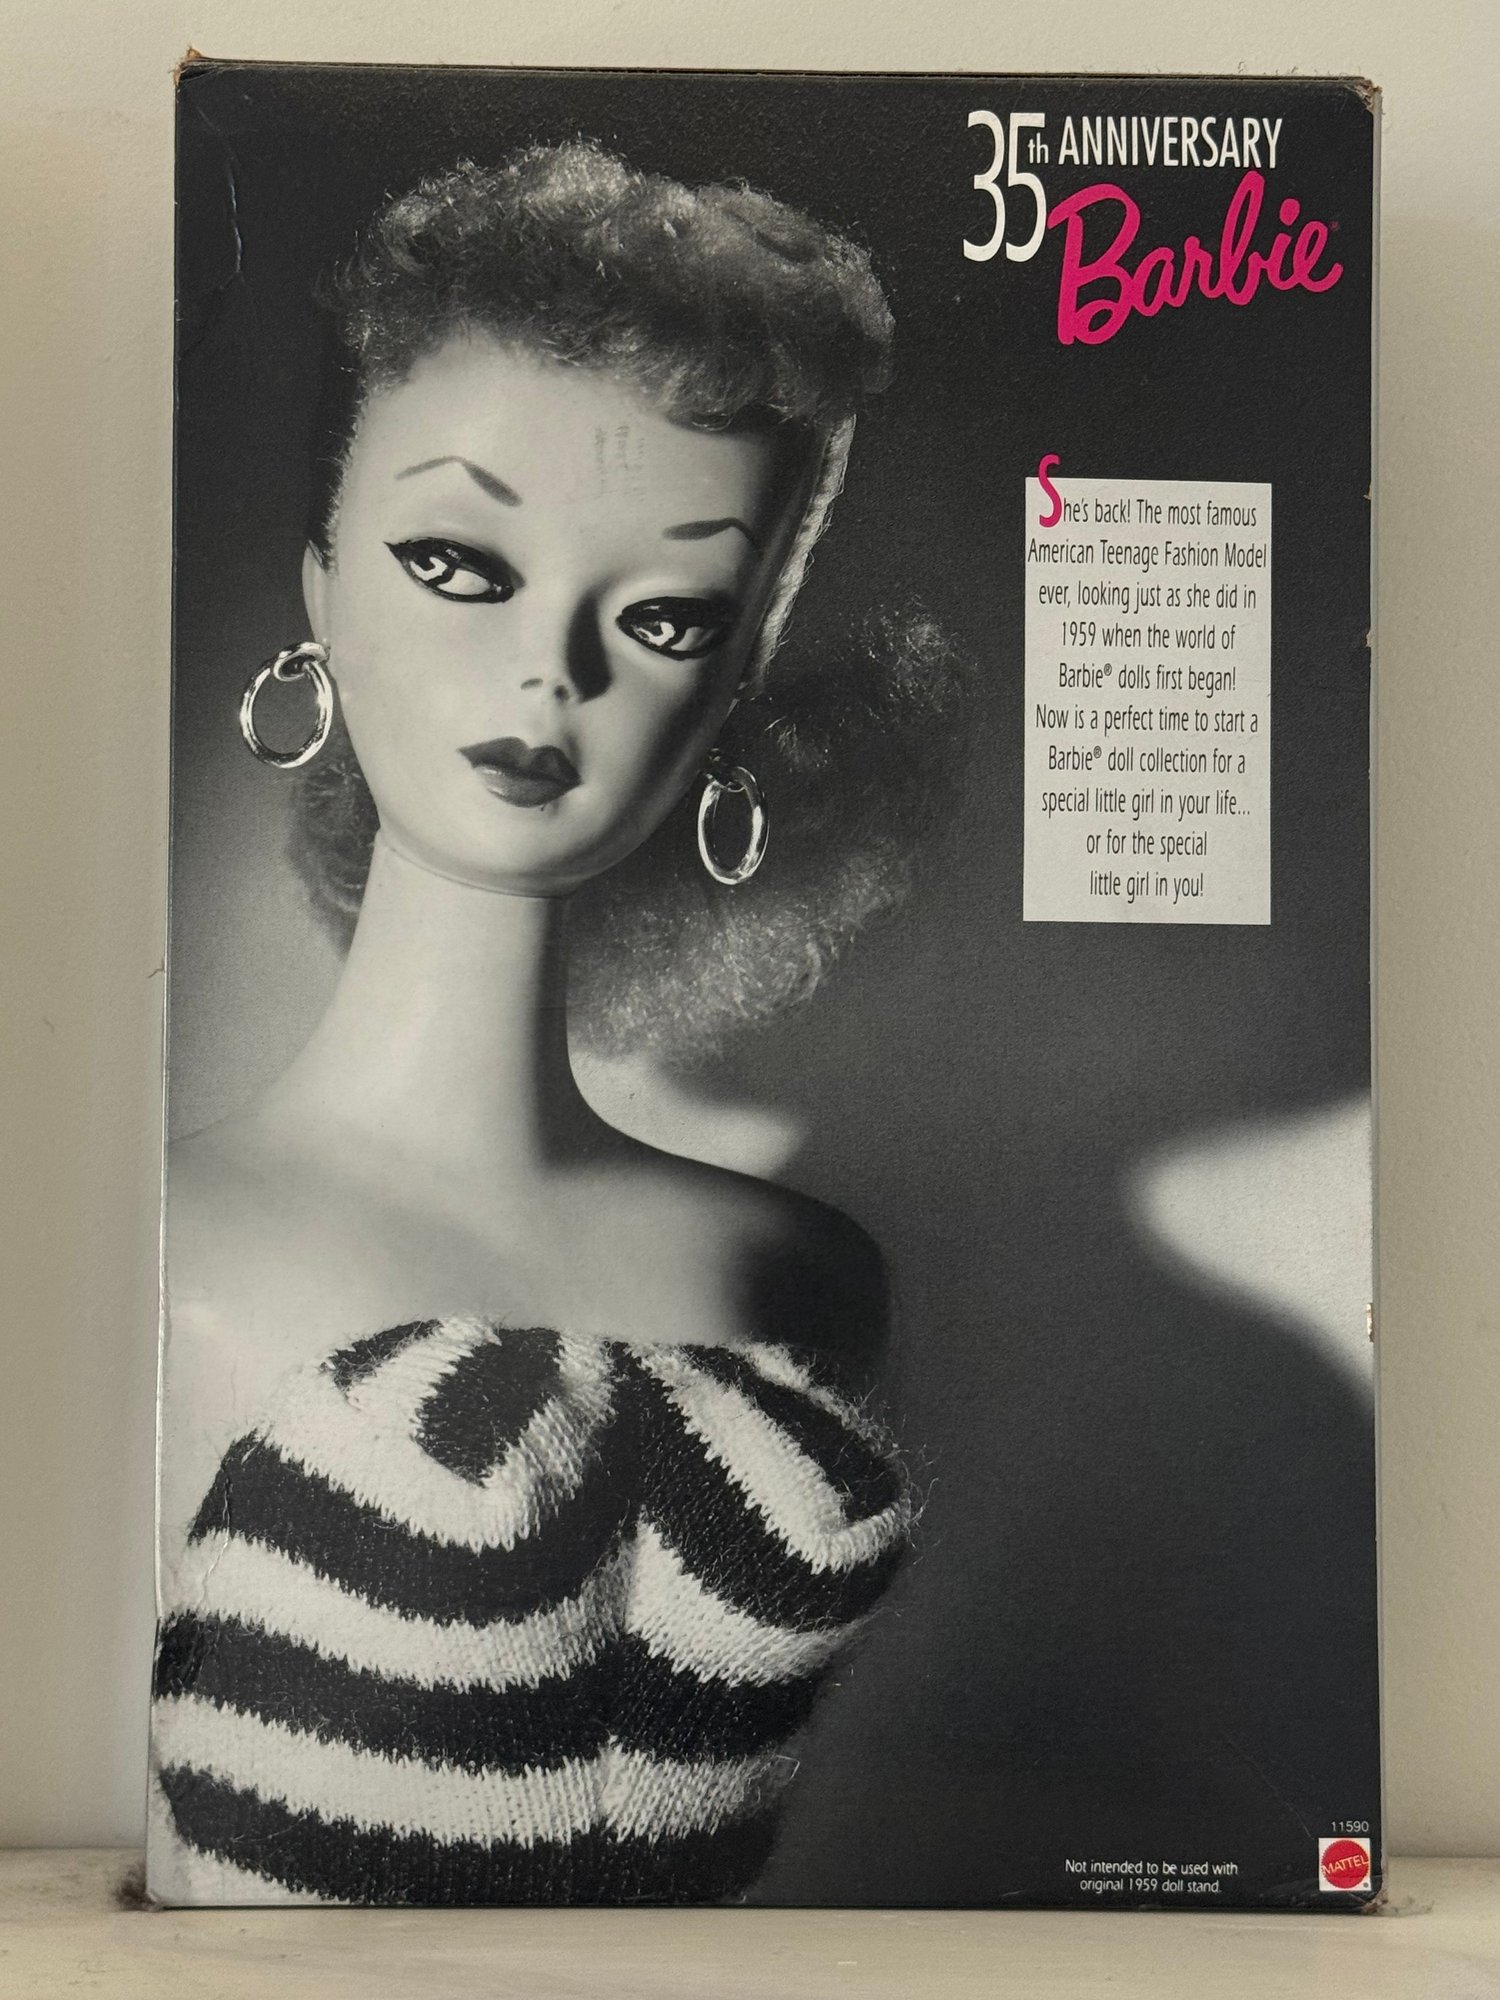 35th ANNIVERSARY
Barbie®
She's back! The most famous
American Teenage Fashion Model
ever, looking just as she did in
1959 when the world of
Barbie® dolls first began!
Now is a perfect time to start a
Barbie® doll collection for a
special little girl in your life...
or for the special
little girl in you!
11590
Not intended to be used with
original 1959 doll stand.
MATTEL